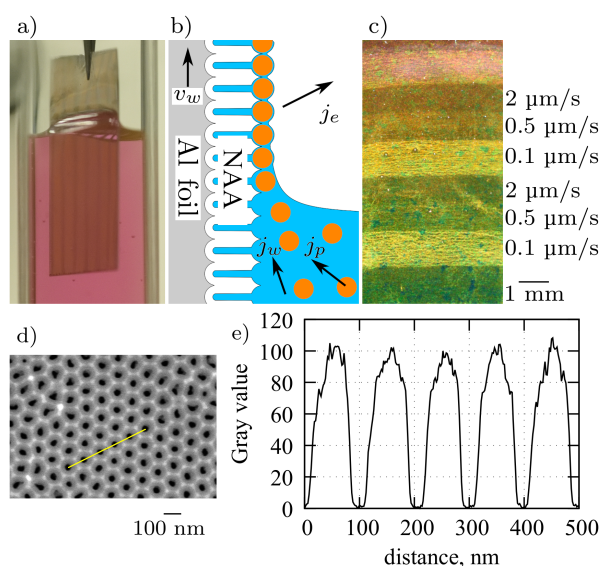 a)
b)
c)
v_w
j_e
Al foil
NAA
j_w
j_p
2 µm/s
0.5 µm/s
0.1 µm/s
2 µm/s
0.5 µm/s
0.1 µm/s
1 mm
d)
100 nm
e)
120
100
80
60
40
20
0
Gray value
0 100 200 300 400 500
distance, nm